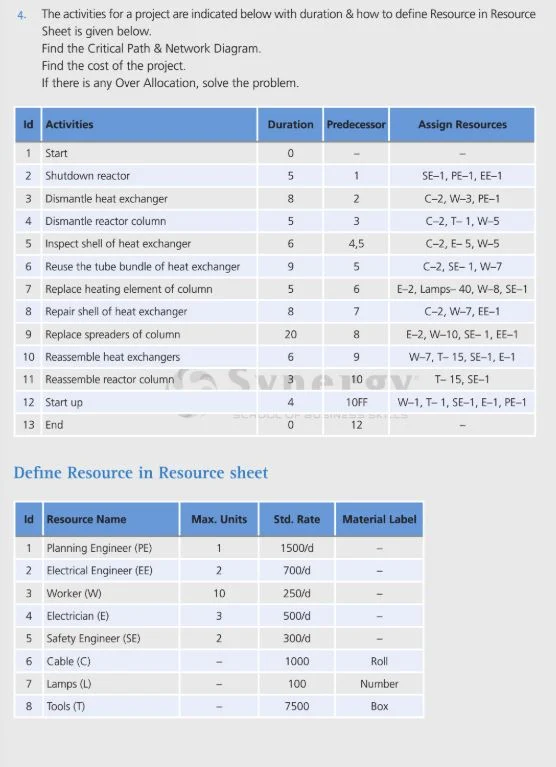 4. The activities for a project are indicated below with duration & how to define Resource in Resource
Sheet is given below.
Find the Critical Path & Network Diagram.
Find the cost of the project.
If there is any Over Allocation, solve the problem.
Id Activities Duration Predecessor Assign Resources
1 Start 0 – –
2 Shutdown reactor 5 1 SE–1, PE–1, EE–1
3 Dismantle heat exchanger 8 2 C–2, W–3, PE–1
4 Dismantle reactor column 5 3 C–2, T– 1, W–5
5 Inspect shell of heat exchanger 6 4,5 C–2, E– 5, W–5
6 Reuse the tube bundle of heat exchanger 9 5 C–2, SE– 1, W–7
7 Replace heating element of column 5 6 E–2, Lamps– 40, W–8, SE–1
8 Repair shell of heat exchanger 8 7 C–2, W–7, EE–1
9 Replace spreaders of column 20 8 E–2, W–10, SE– 1, EE–1
10 Reassemble heat exchangers 6 9 W–7, T– 15, SE–1, E–1
11 Reassemble reactor column 3 10 T– 15, SE–1
12 Start up 4 10FF W–1, T– 1, SE–1, E–1, PE–1
13 End 0 12 –
Synergy
SCHOOL OF BUSINESS SKILLS
Define Resource in Resource sheet
Id Resource Name Max. Units Std. Rate Material Label
1 Planning Engineer (PE) 1 1500/d –
2 Electrical Engineer (EE) 2 700/d –
3 Worker (W) 10 250/d –
4 Electrician (E) 3 500/d –
5 Safety Engineer (SE) 2 300/d –
6 Cable (C) – 1000 Roll
7 Lamps (L) – 100 Number
8 Tools (T) – 7500 Box